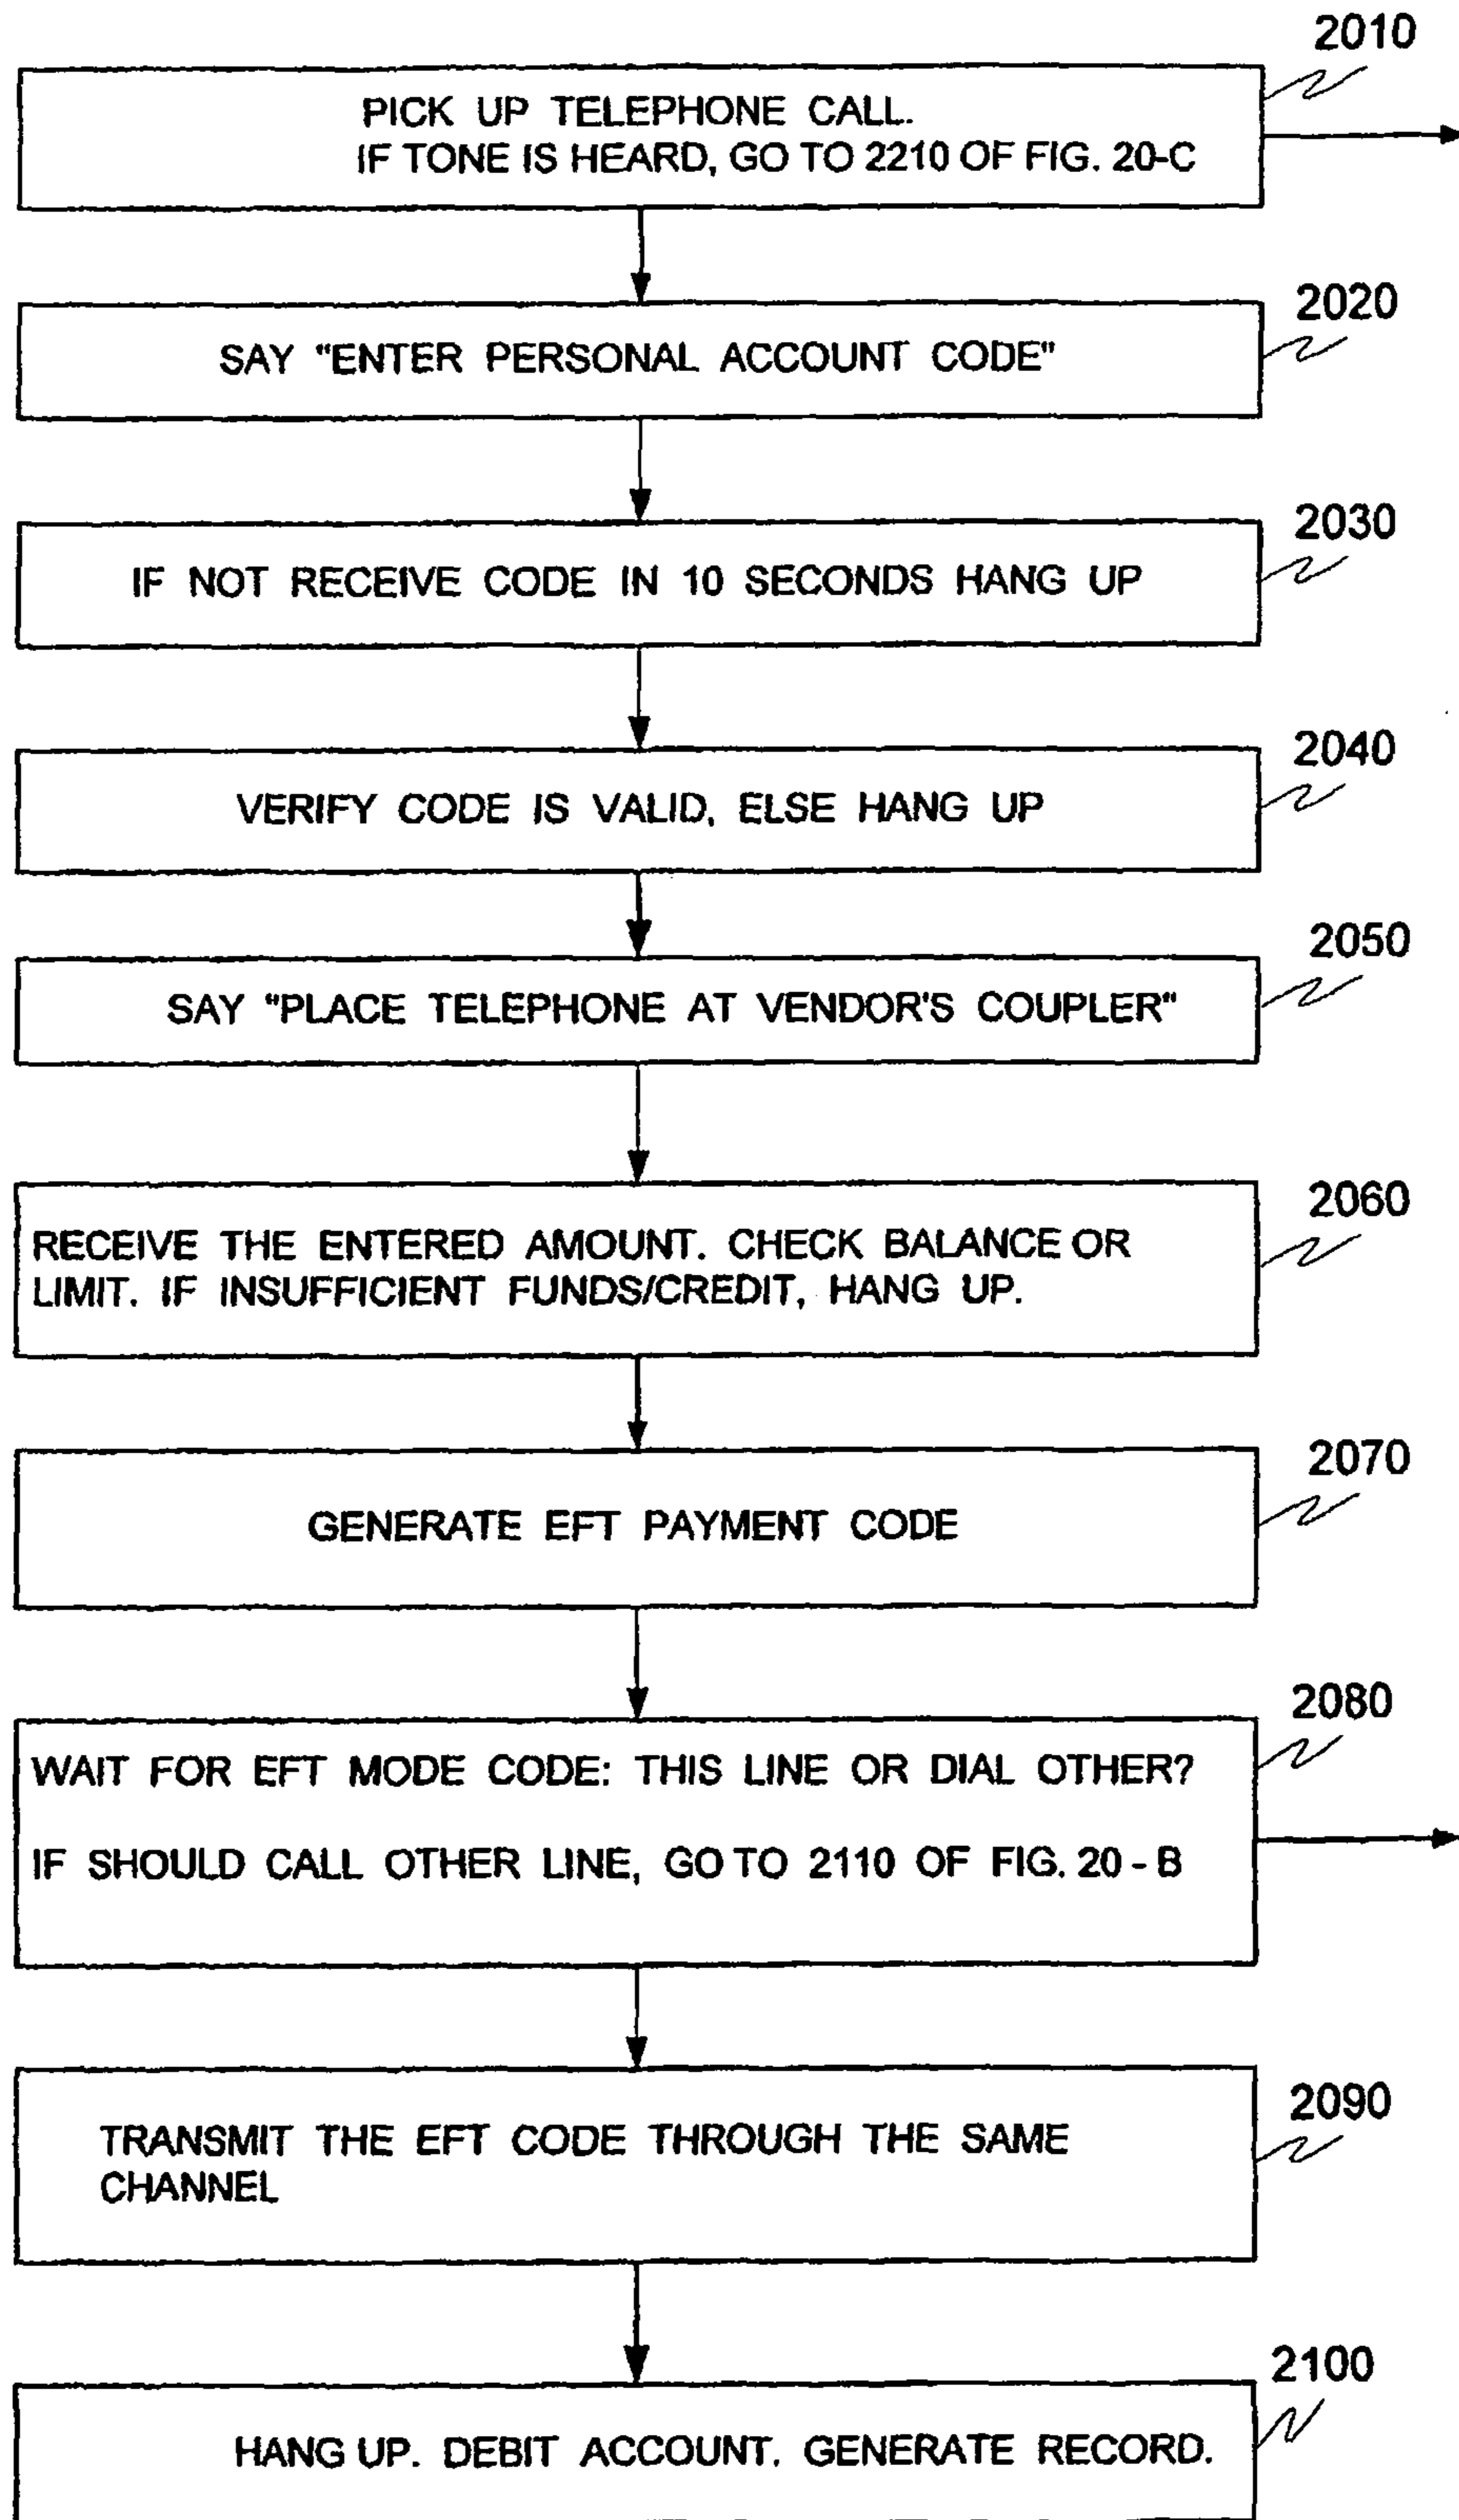 2010
PICK UP TELEPHONE CALL.
IF TONE IS HEARD, GO TO 2210 OF FIG. 20-C
2020
SAY "ENTER PERSONAL ACCOUNT CODE"
2030
IF NOT RECEIVE CODE IN 10 SECONDS HANG UP
2040
VERIFY CODE IS VALID, ELSE HANG UP
2050
SAY "PLACE TELEPHONE AT VENDOR'S COUPLER"
2060
RECEIVE THE ENTERED AMOUNT. CHECK BALANCE OR
LIMIT. IF INSUFFICIENT FUNDS/CREDIT, HANG UP.
2070
GENERATE EFT PAYMENT CODE
2080
WAIT FOR EFT MODE CODE: THIS LINE OR DIAL OTHER?
IF SHOULD CALL OTHER LINE, GO TO 2110 OF FIG. 20 - B
2090
TRANSMIT THE EFT CODE THROUGH THE SAME
CHANNEL
2100
HANG UP. DEBIT ACCOUNT. GENERATE RECORD.